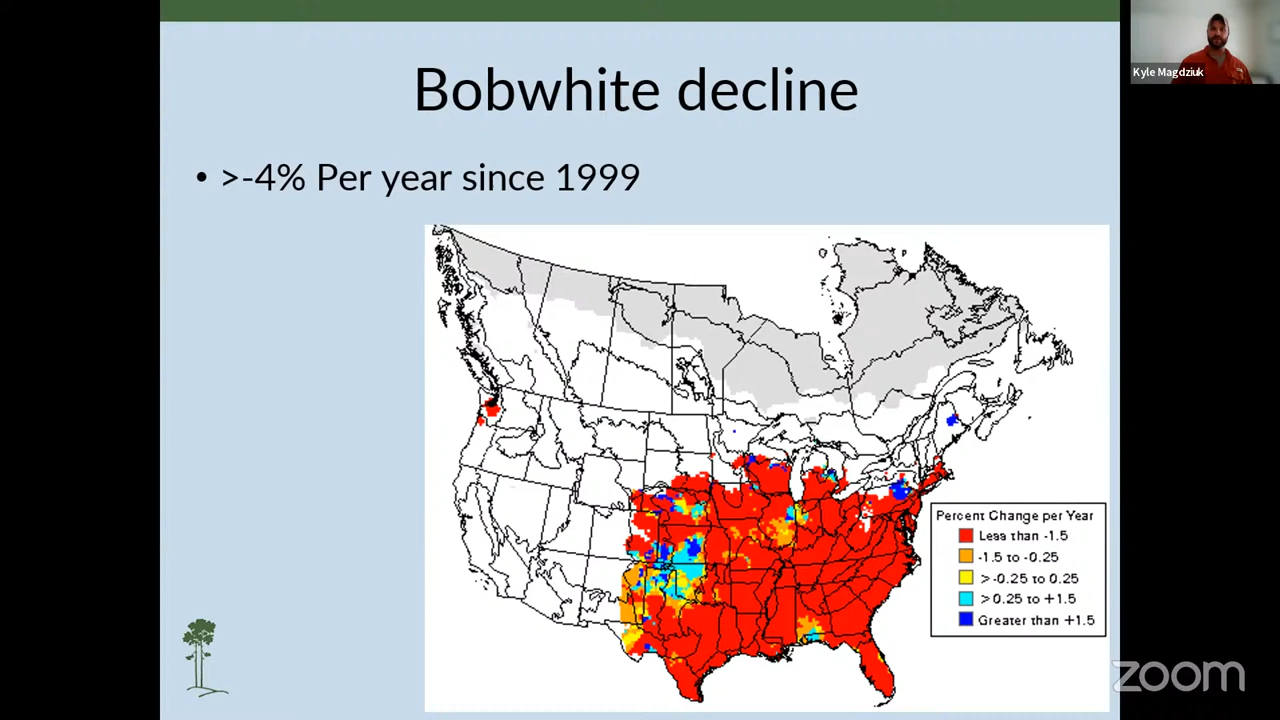 Bobwhite decline
• >-4% Per year since 1999
Percent Change per Year
Less than -1.5
-1.5 to -0.25
>-0.25 to 0.25
>0.25 to +1.5
Greater than +1.5
Kyle Magdziuk
zoom